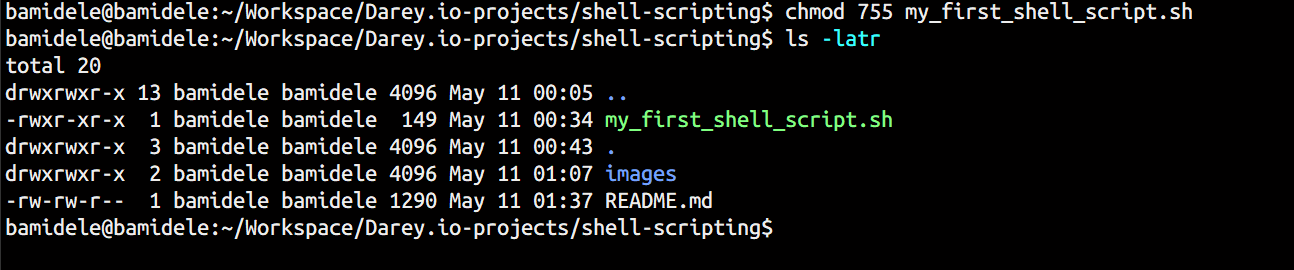 bamidele@bamidele:~/Workspace/Darey.io-projects/shell-scripting$ chmod 755 my_first_shell_script.sh
bamidele@bamidele:~/Workspace/Darey.io-projects/shell-scripting$ ls -latr
total 20
drwxrwxr-x 13 bamidele bamidele 4096 May 11 00:05 ..
-rwxr-xr-x  1 bamidele bamidele  149 May 11 00:34 my_first_shell_script.sh
drwxrwxr-x  3 bamidele bamidele 4096 May 11 00:43 .
drwxrwxr-x  2 bamidele bamidele 4096 May 11 01:07 images
-rw-rw-r--  1 bamidele bamidele 1290 May 11 01:37 README.md
bamidele@bamidele:~/Workspace/Darey.io-projects/shell-scripting$